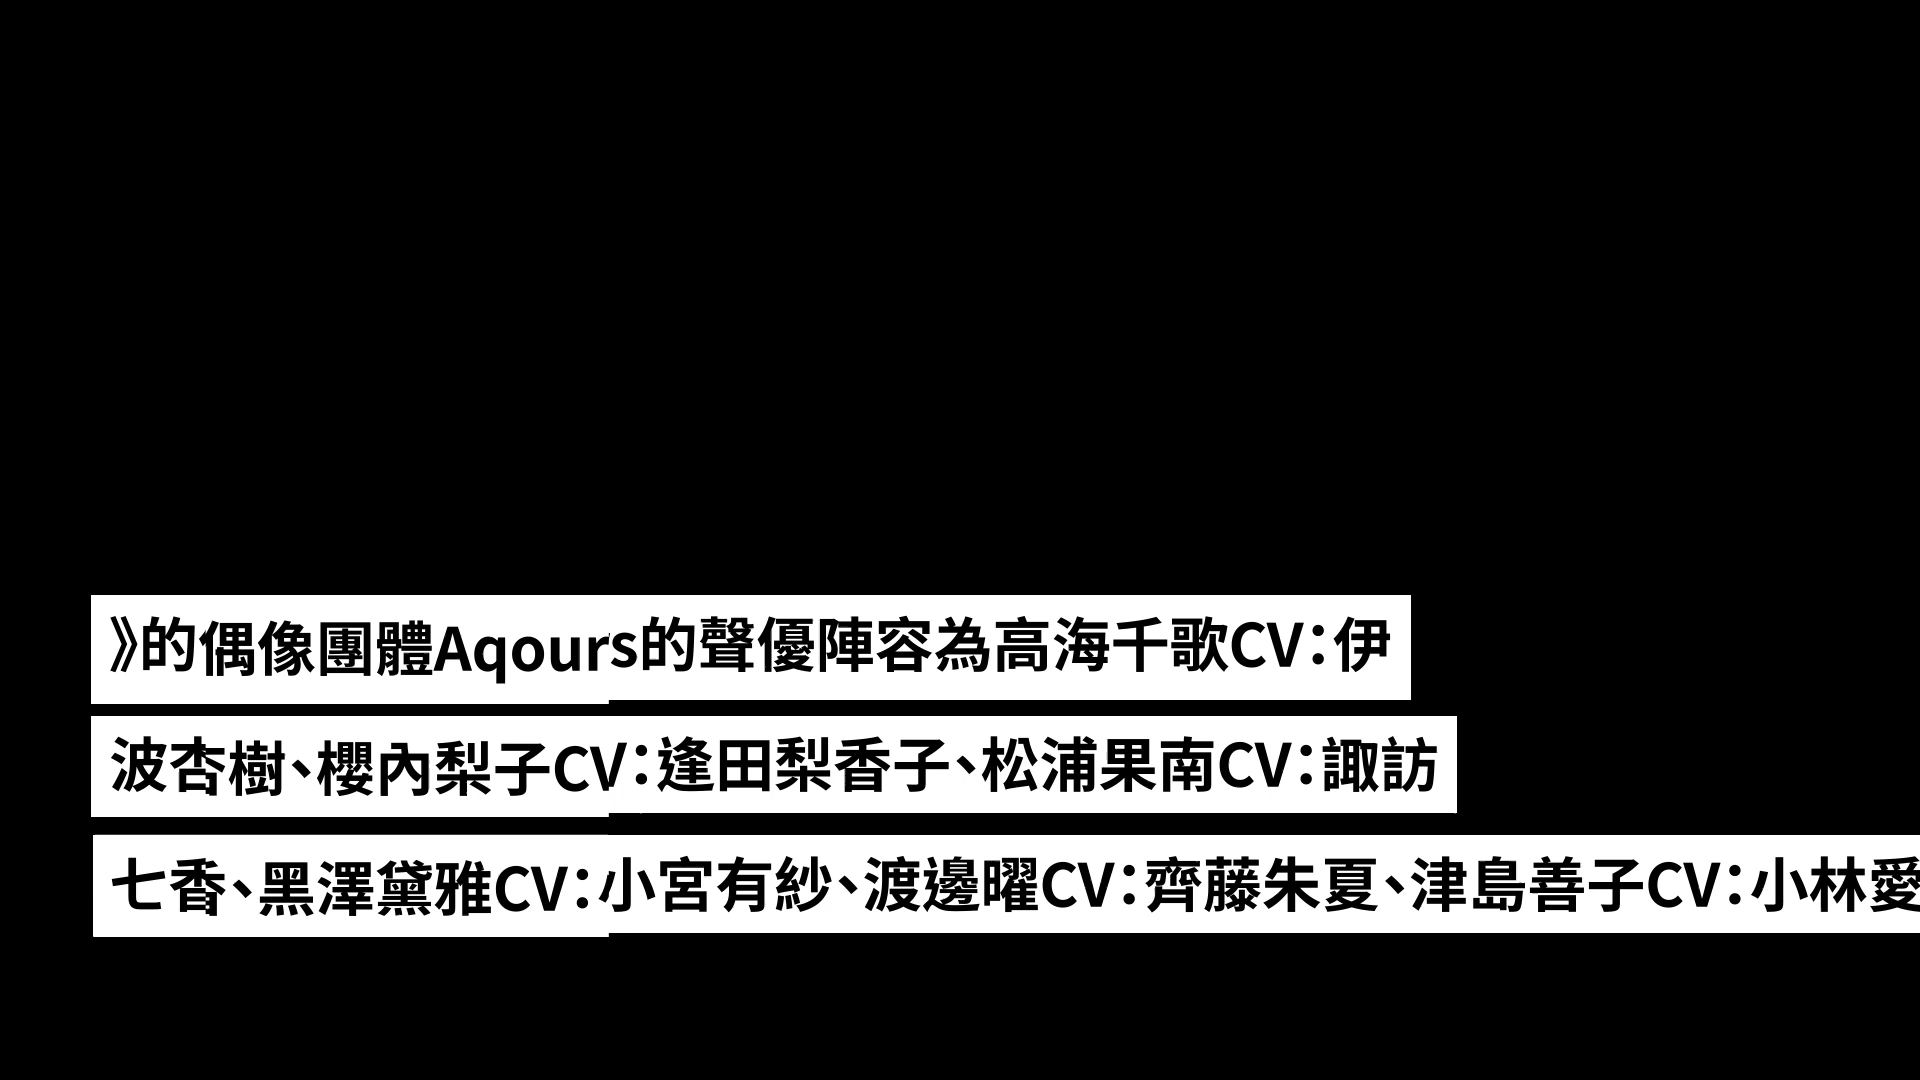 》的偶像團體Aqours的聲優陣容為高海千歌CV：伊
波杏樹、櫻內梨子CV：逢田梨香子、松浦果南CV：諏訪
七香、黑澤黛雅CV：小宮有紗、渡邊曜CV：齊藤朱夏、津島善子CV：小林愛